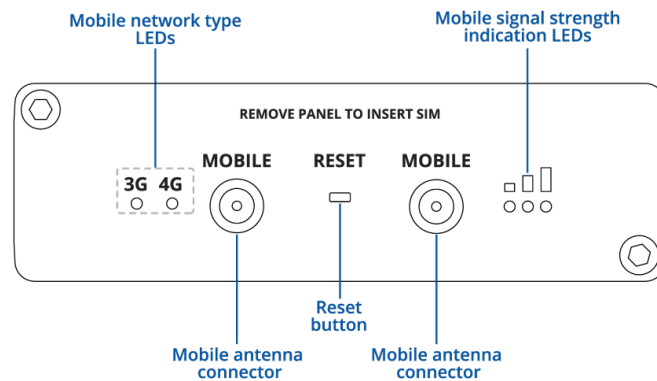 Mobile network type
LEDs
Mobile signal strength
indication LEDs
REMOVE PANEL TO INSERT SIM
MOBILE
RESET
MOBILE
3G
4G
Reset
button
Mobile antenna
connector
Mobile antenna
connector